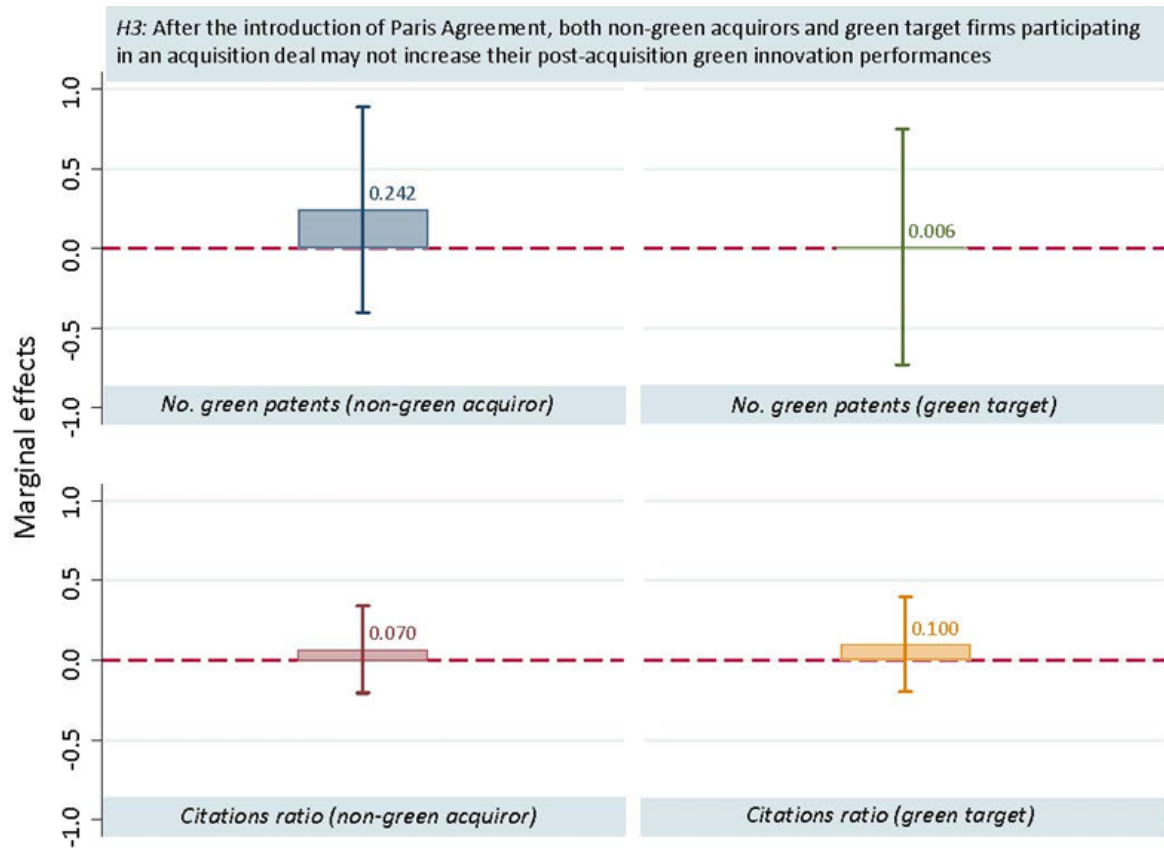 H3: After the introduction of Paris Agreement, both non-green acquirors and green target firms participating
in an acquisition deal may not increase their post-acquisition green innovation performances
Marginal effects
1.0
0.5
0.0
-0.5
-1.0
0.242
No. green patents (non-green acquiror)
0.006
No. green patents (green target)
1.0
0.5
0.0
-0.5
-1.0
0.070
Citations ratio (non-green acquiror)
0.100
Citations ratio (green target)